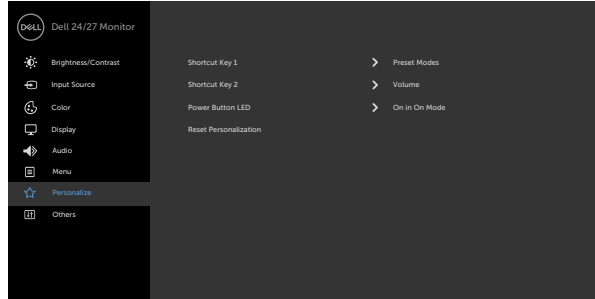 DELL
Dell 24/27 Monitor
Brightness/Contrast
Shortcut Key 1 Preset Modes
Input Source
Shortcut Key 2 Volume
Color
Power Button LED On in On Mode
Display
Reset Personalization
Audio
Menu
Personalize
Others